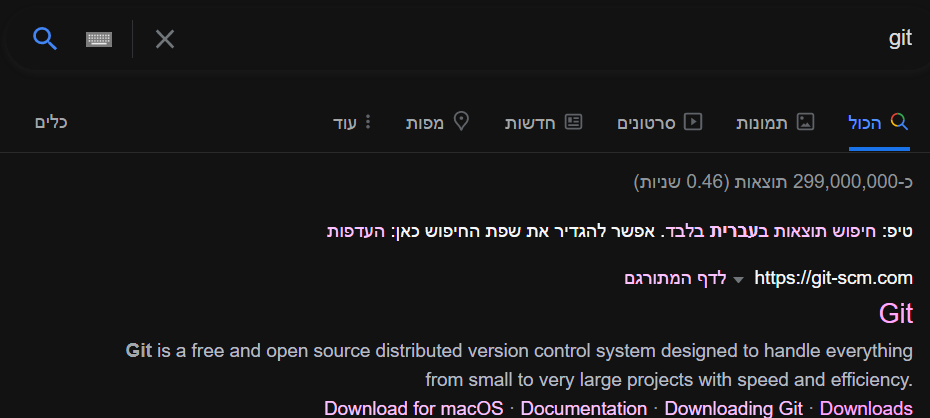 git
הכול תמונות סרטונים חדשות מפות עוד כלים
כ-299,000,000 תוצאות (0.46 שניות)
טיפ: חיפוש תוצאות בעברית בלבד. אפשר להגדיר את שפת החיפוש כאן: העדפות
https://git-scm.com לדף המתורגם
Git
Git is a free and open source distributed version control system designed to handle everything
from small to very large projects with speed and efficiency.
Download for macOS · Documentation · Downloading Git · Downloads